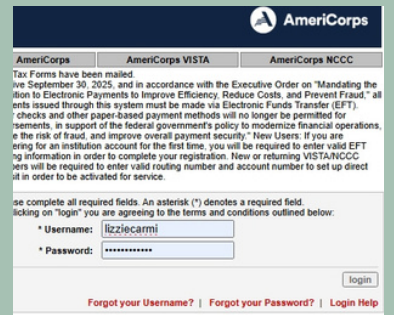 AmeriCorps
AmeriCorps AmeriCorps VISTA AmeriCorps NCCC
Tax Forms have been mailed.
ive September 30, 2025, and in accordance with the Executive Order on "Mandating the
ition to Electronic Payments to Improve Efficiency, Reduce Costs, and Prevent Fraud," all
ents issued through this system must be made via Electronic Funds Transfer (EFT).
checks and other paper-based payment methods will no longer be permitted for
rsements, in support of the federal government's policy to modernize financial operations,
e the risk of fraud, and improve overall payment security." New Users: If you are
ering for an institution account for the first time, you will be required to enter valid EFT
ng information in order to complete your registration. New or returning VISTA/NCCC
ers will be required to enter valid routing number and account number to set up direct
sit in order to be activated for service.
se complete all required fields. An asterisk (*) denotes a required field.
licking on "login" you are agreeing to the terms and conditions outlined below:
* Username: lizziecarmi
* Password: ••••••••••••
login
Forgot your Username? | Forgot your Password? | Login Help